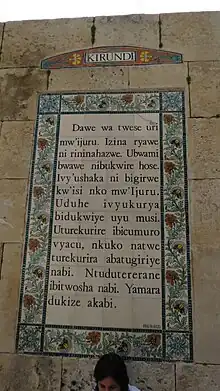 KIRUNDI
Dawe wa twese uri
mw'ijuru. Izina ryawe
ni rininahazwe. Ubwami
bwawe nibukwire hose.
Ivy'ushaka ni bigirwe
kw'isi nko mw'Ijuru.
Uduhe ivyukurya
bidukwiye uyu musi.
Uturekurire ibicumuro
vyacu, nkuko natwe
turekurira abatugiriye
nabi. Ntudutererane
ibitwosha nabi. Yamara
dukize akabi.